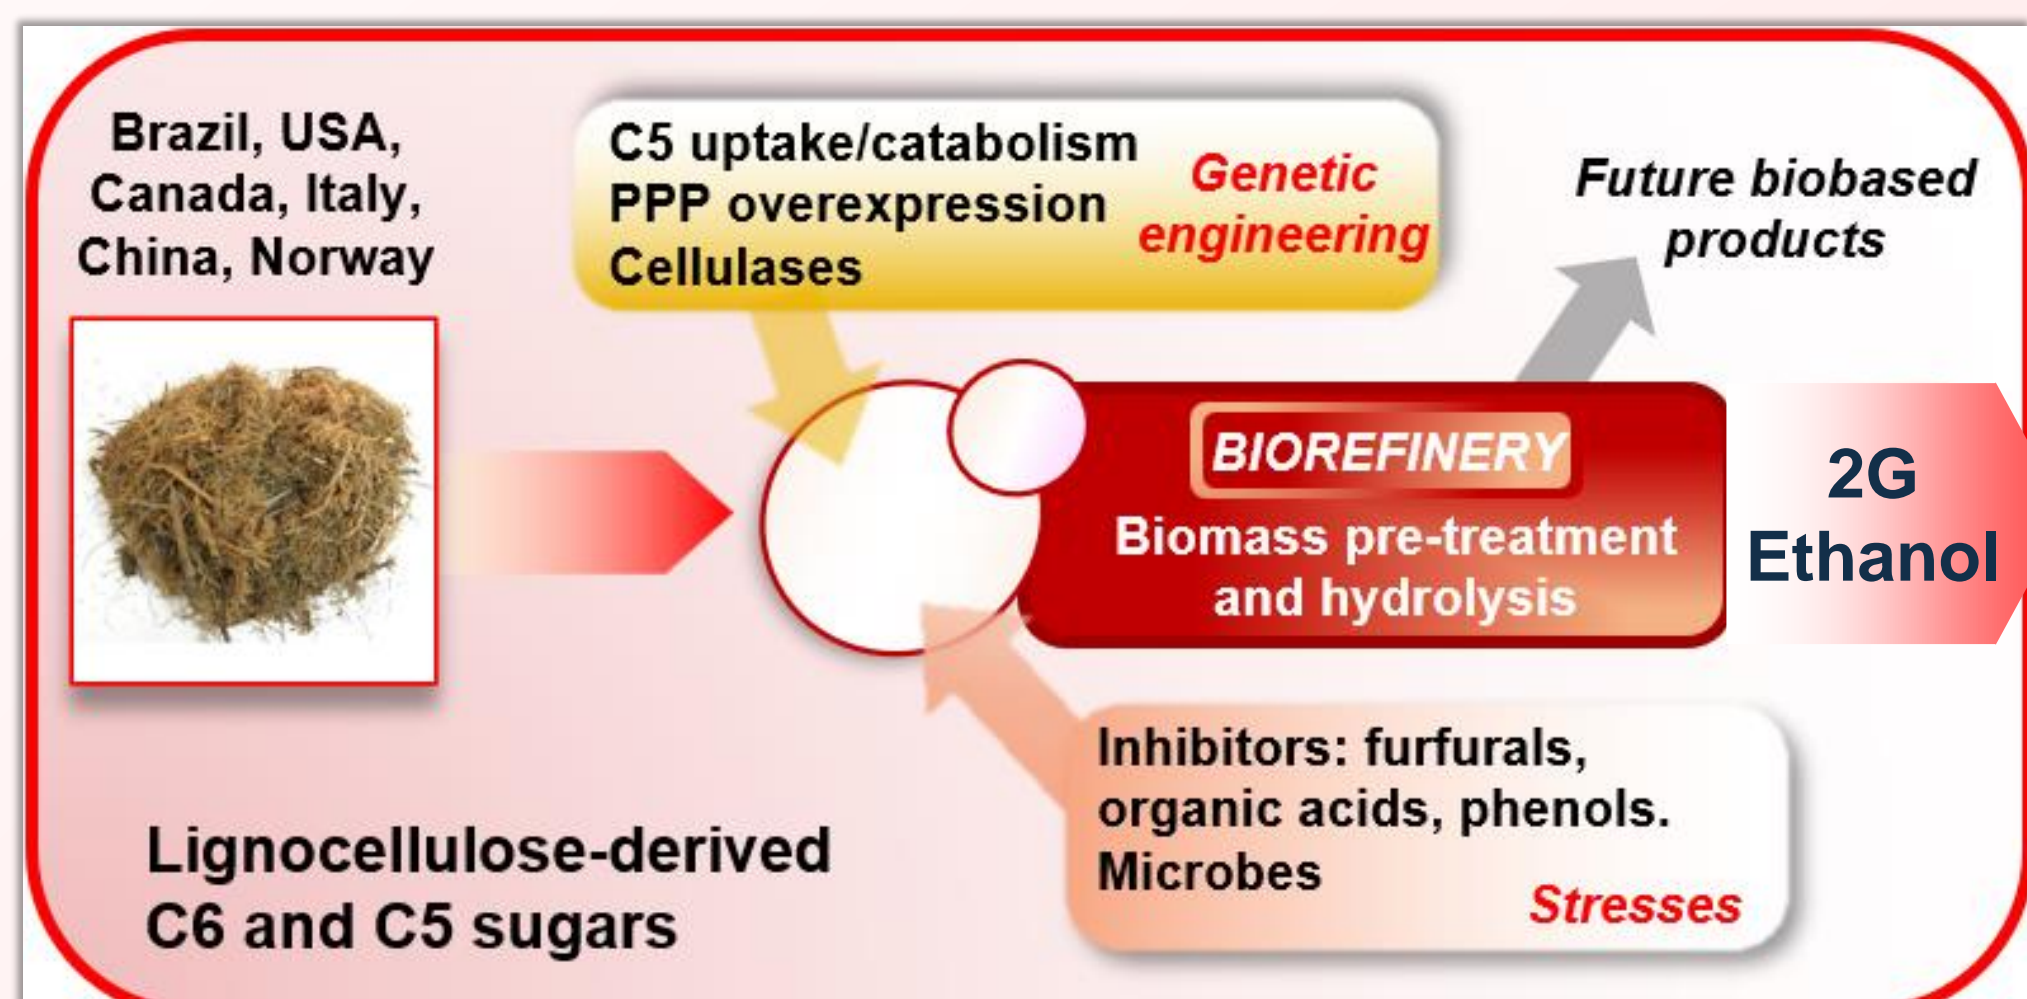 Brazil, USA,
Canada, Italy,
China, Norway
C5 uptake/catabolism
PPP overexpression
Cellulases
Genetic
engineering
Future biobased
products
BIOREFINERY
Biomass pre-treatment
and hydrolysis
2G
Ethanol
Inhibitors: furfurals,
organic acids, phenols.
Microbes
Stresses
Lignocellulose-derived
C6 and C5 sugars